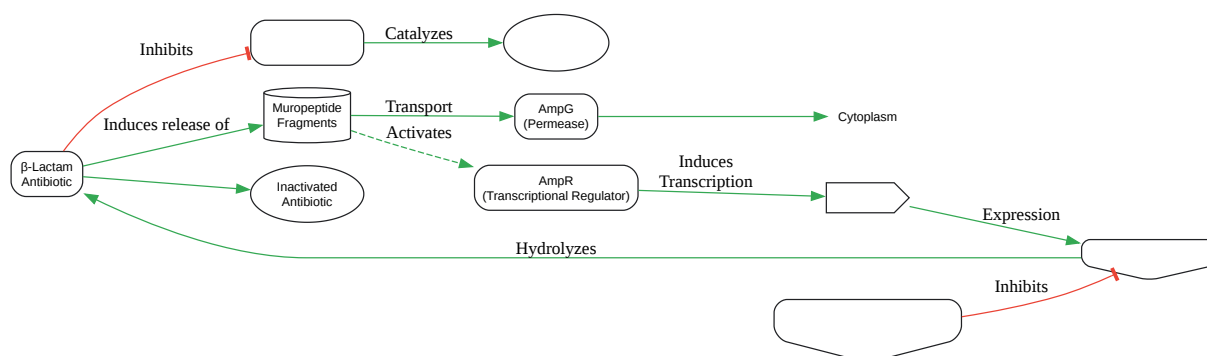 Inhibits
Catalyzes
Muropeptide
Fragments
Transport
AmpG
(Permease)
Cytoplasm
Induces release of
Activates
β-Lactam
Antibiotic
Inactivated
Antibiotic
AmpR
(Transcriptional Regulator)
Induces
Transcription
Expression
Hydrolyzes
Inhibits